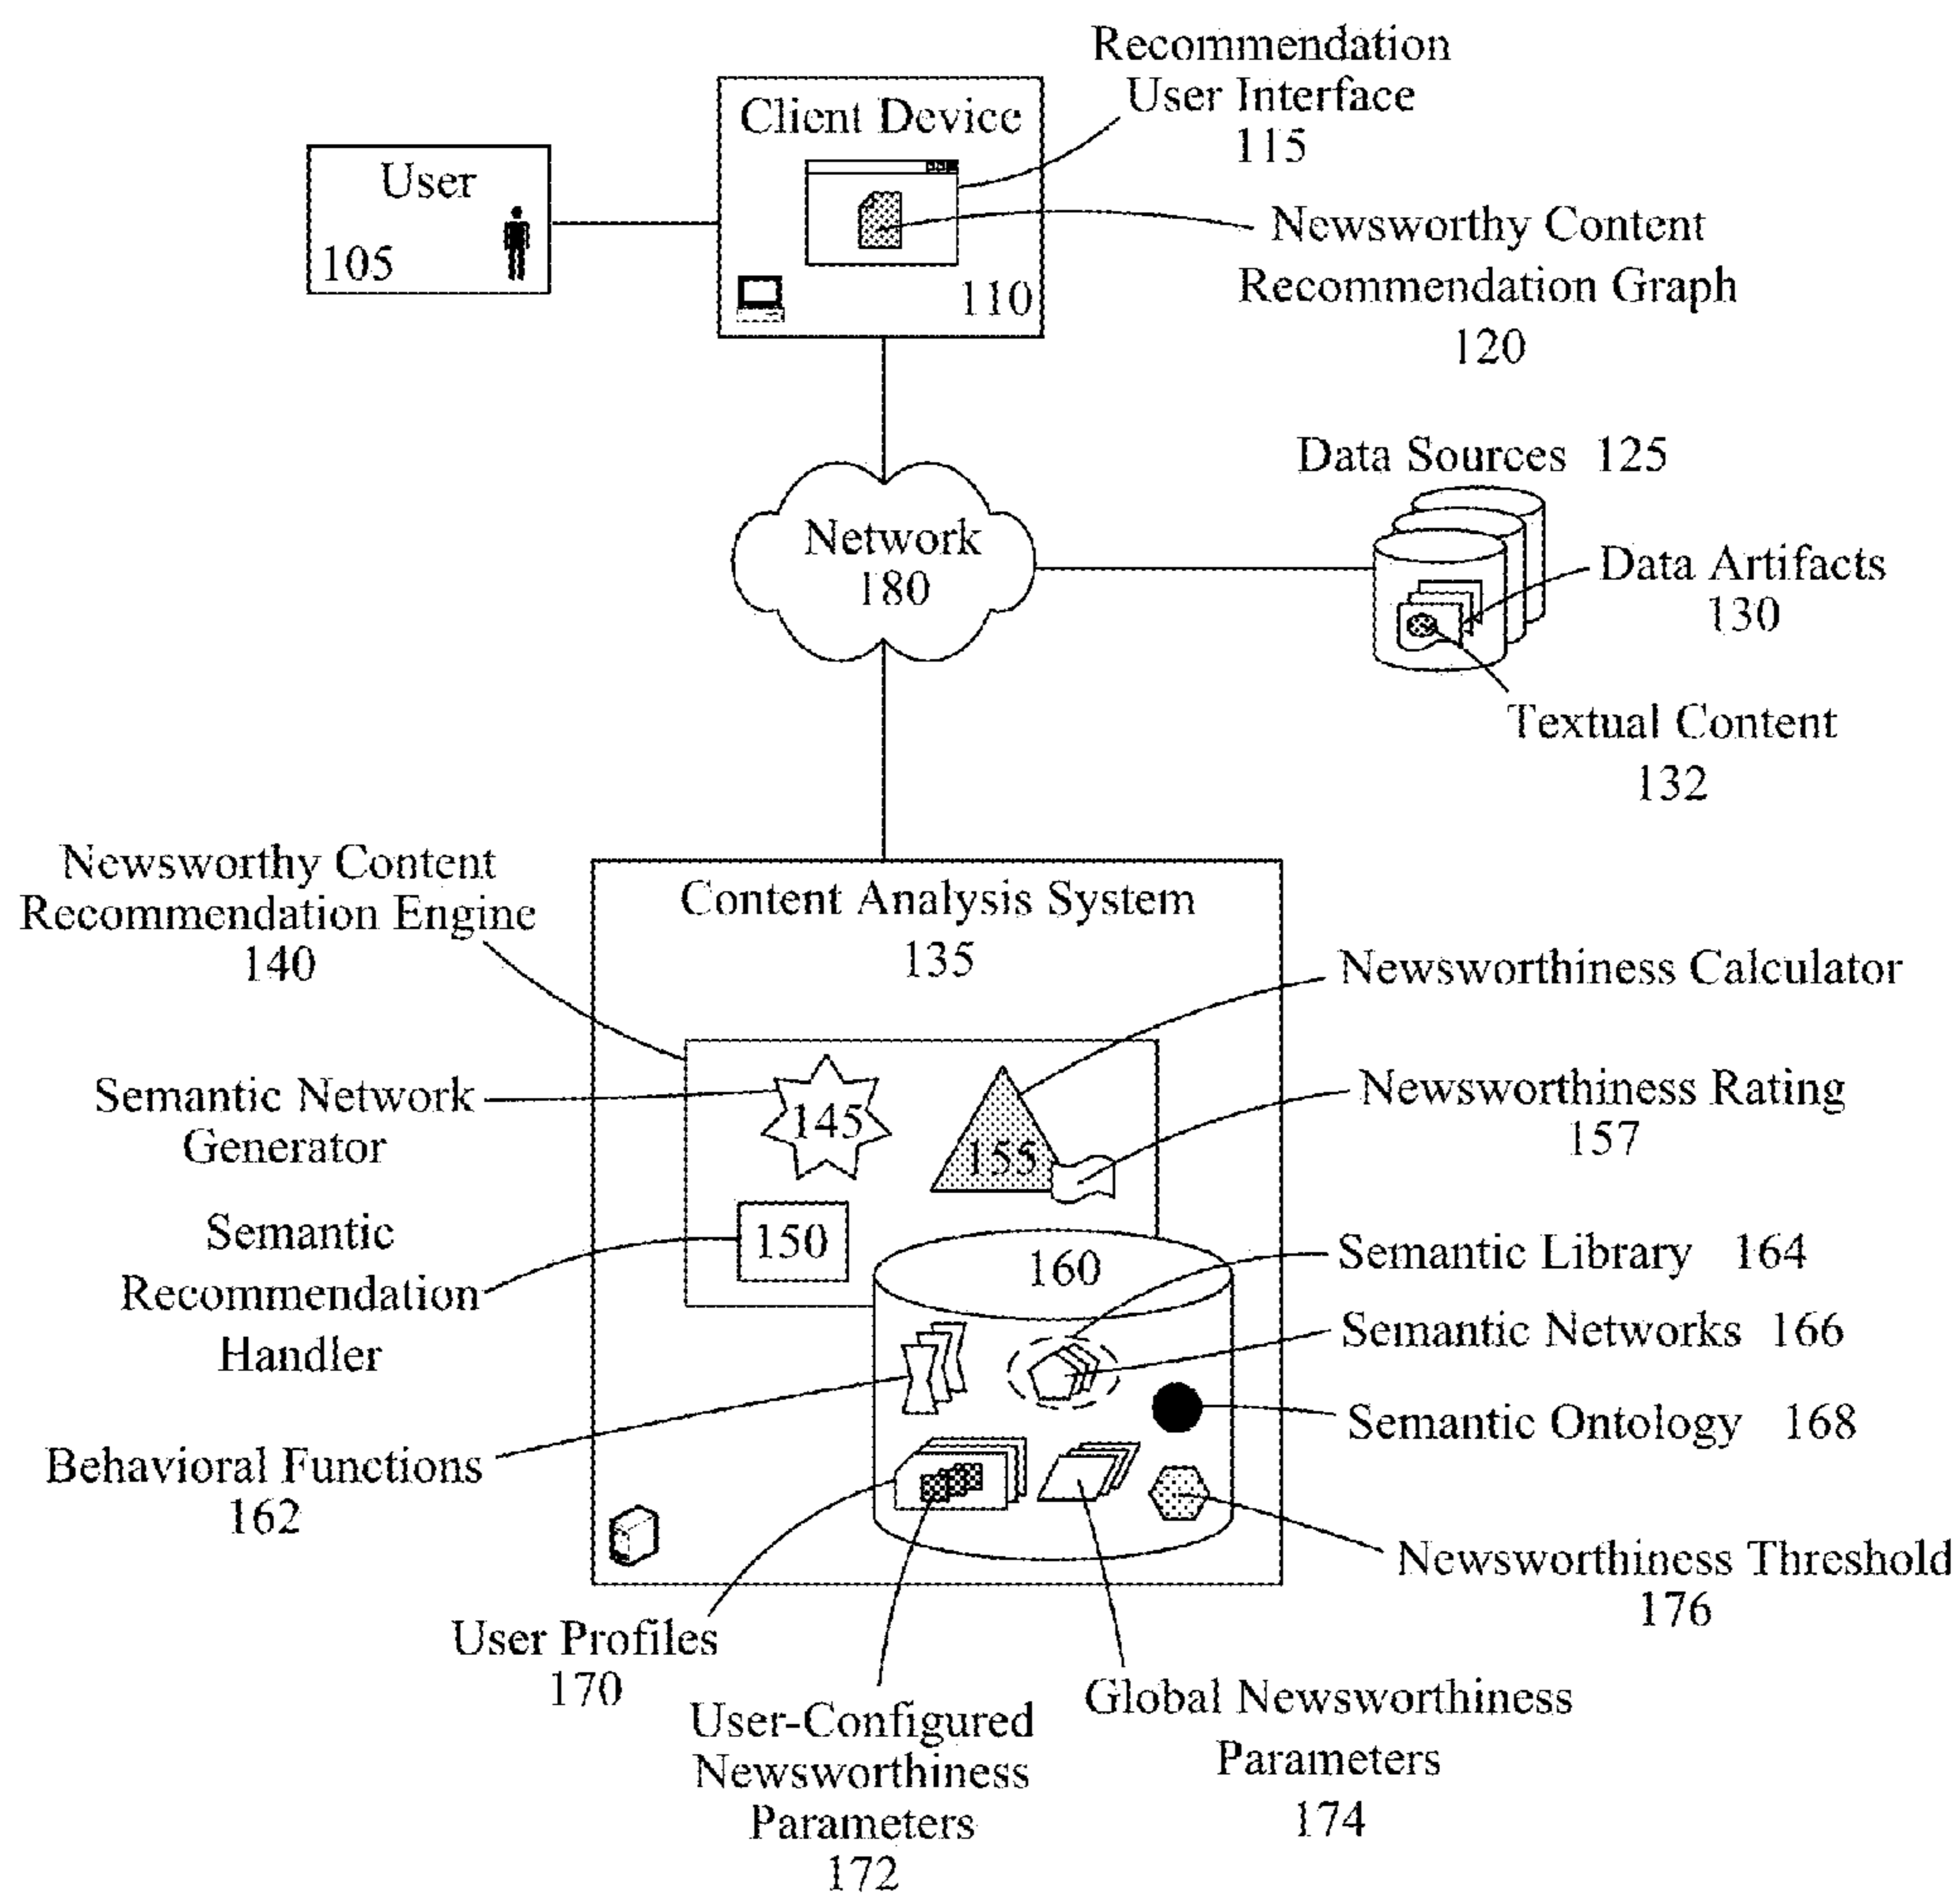 Recommendation
User Interface
115
Client Device
110
User
105
Newsworthy Content
Recommendation Graph
120
Data Sources 125
Network
180
Data Artifacts
130
Textual Content
132
Newsworthy Content
Recommendation Engine
140
Content Analysis System
135
Newsworthiness Calculator
155
Semantic Network
Generator
145
Newsworthiness Rating
157
Semantic
Recommendation
Handler
150
160
Semantic Library 164
Semantic Networks 166
Semantic Ontology 168
Behavioral Functions
162
Newsworthiness Threshold
176
User Profiles
170
User-Configured
Newsworthiness
Parameters
172
Global Newsworthiness
Parameters
174